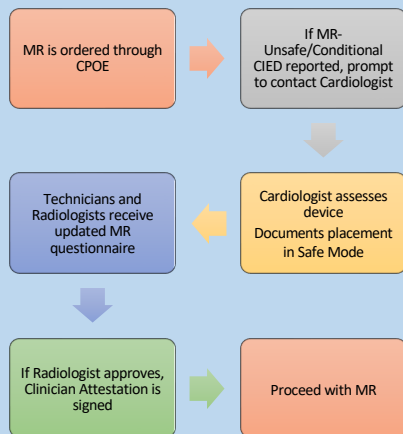 MR is ordered through
CPOE
If MR-
Unsafe/Conditional
CIED reported, prompt
to contact Cardiologist
Cardiologist assesses
device
Documents placement
in Safe Mode
Technicians and
Radiologists receive
updated MR
questionnaire
If Radiologist approves,
Clinician Attestation is
signed
Proceed with MR